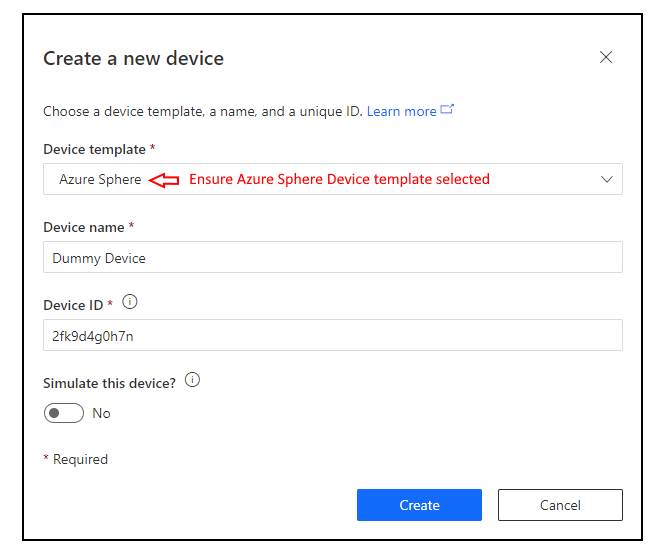 Create a new device
Choose a device template, a name, and a unique ID. Learn more
Device template *
Azure Sphere Ensure Azure Sphere Device template selected
Device name *
Dummy Device
Device ID *
2fk9d4g0h7n
Simulate this device?
No
* Required
Create Cancel